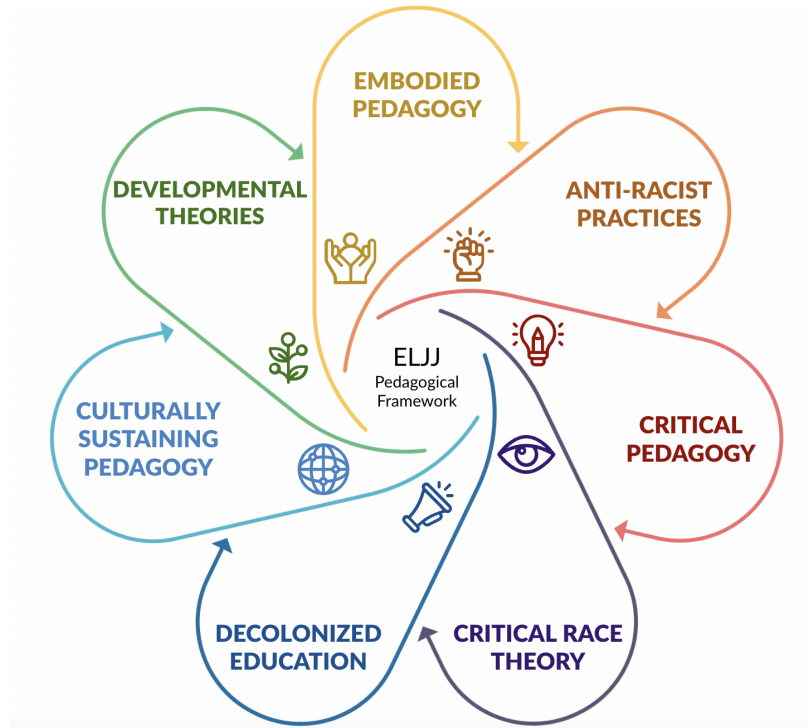 EMBODIED
PEDAGOGY
ANTI-RACIST
PRACTICES
CRITICAL
PEDAGOGY
CRITICAL RACE
THEORY
DECOLONIZED
EDUCATION
CULTURALLY
SUSTAINING
PEDAGOGY
DEVELOPMENTAL
THEORIES
ELJJ
Pedagogical
Framework